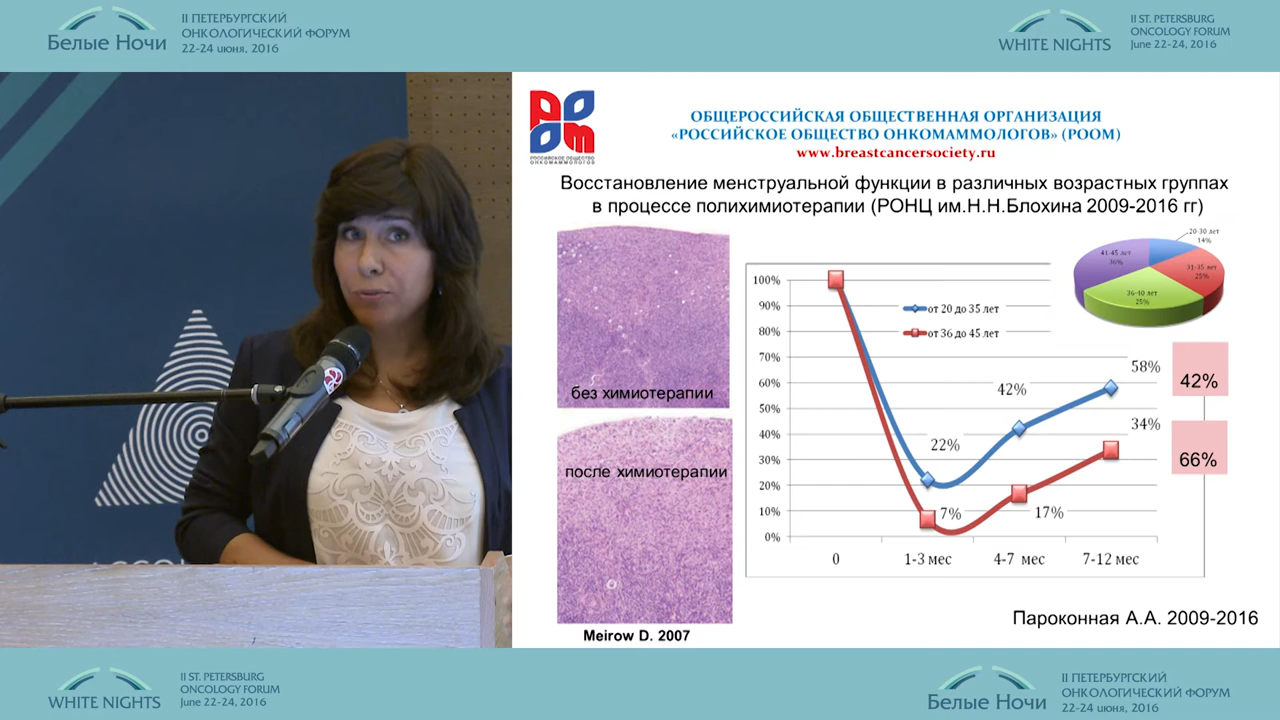 II ПЕТЕРБУРГСКИЙ
ОНКОЛОГИЧЕСКИЙ ФОРУМ
Белые Ночи
22-24 июня, 2016
II ST. PETERSBURG
ONCOLOGY FORUM
WHITE NIGHTS
June 22-24, 2016
РООМ
РОССИЙСКОЕ ОБЩЕСТВО
ОНКОМАММОЛОГОВ
ОБЩЕРОССИЙСКАЯ ОБЩЕСТВЕННАЯ ОРГАНИЗАЦИЯ
«РОССИЙСКОЕ ОБЩЕСТВО ОНКОМАММОЛОГОВ» (РООМ)
www.breastcancersociety.ru
Восстановление менструальной функции в различных возрастных группах
в процессе полихимиотерапии (РОНЦ им.Н.Н.Блохина 2009-2016 гг)
без химиотерапии
после химиотерапии
Meirow D. 2007
100%
90%
80%
70%
60%
50%
40%
30%
20%
10%
0%
от 20 до 35 лет
от 36 до 45 лет
22%
42%
58%
7%
17%
34%
0
1-3 мес
4-7 мес
7-12 мес
20-30 лет
14%
31-35 лет
25%
36-40 лет
25%
41-45 лет
36%
42%
66%
Пароконная А.А. 2009-2016
II ST. PETERSBURG
ONCOLOGY FORUM
WHITE NIGHTS
June 22-24, 2016
II ПЕТЕРБУРГСКИЙ
ОНКОЛОГИЧЕСКИЙ ФОРУМ
Белые Ночи
22-24 июня, 2016